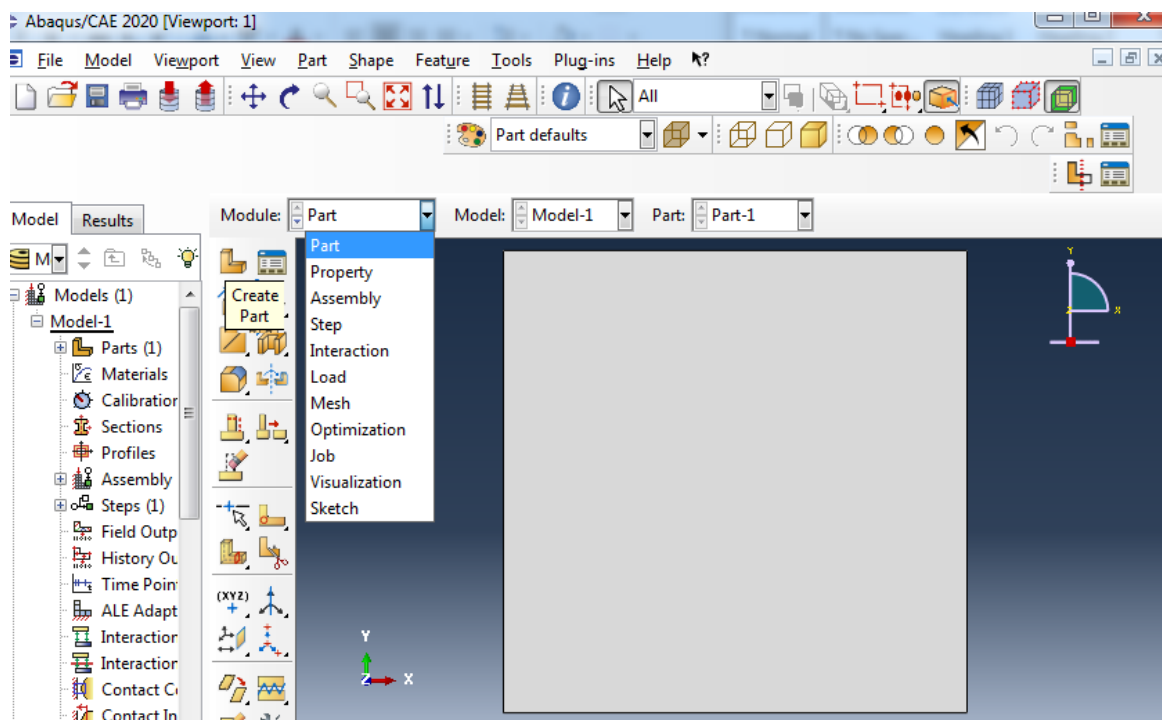 Abaqus/CAE 2020 [Viewport: 1]
File Model Viewport View Part Shape Feature Tools Plug-ins Help
All
Part defaults
Model Results
Module: Part Model: Model-1 Part: Part-1
M
Part
Property
Assembly
Step
Interaction
Load
Mesh
Optimization
Job
Visualization
Sketch
Create
Part
Models (1)
Model-1
Parts (1)
Materials
Calibration
Sections
Profiles
Assembly
Steps (1)
Field Outp
History Ou
Time Poin
ALE Adapt
Interaction
Interaction
Contact Co
Contact In
(XYZ)
Y
X
Z
Y
Z X